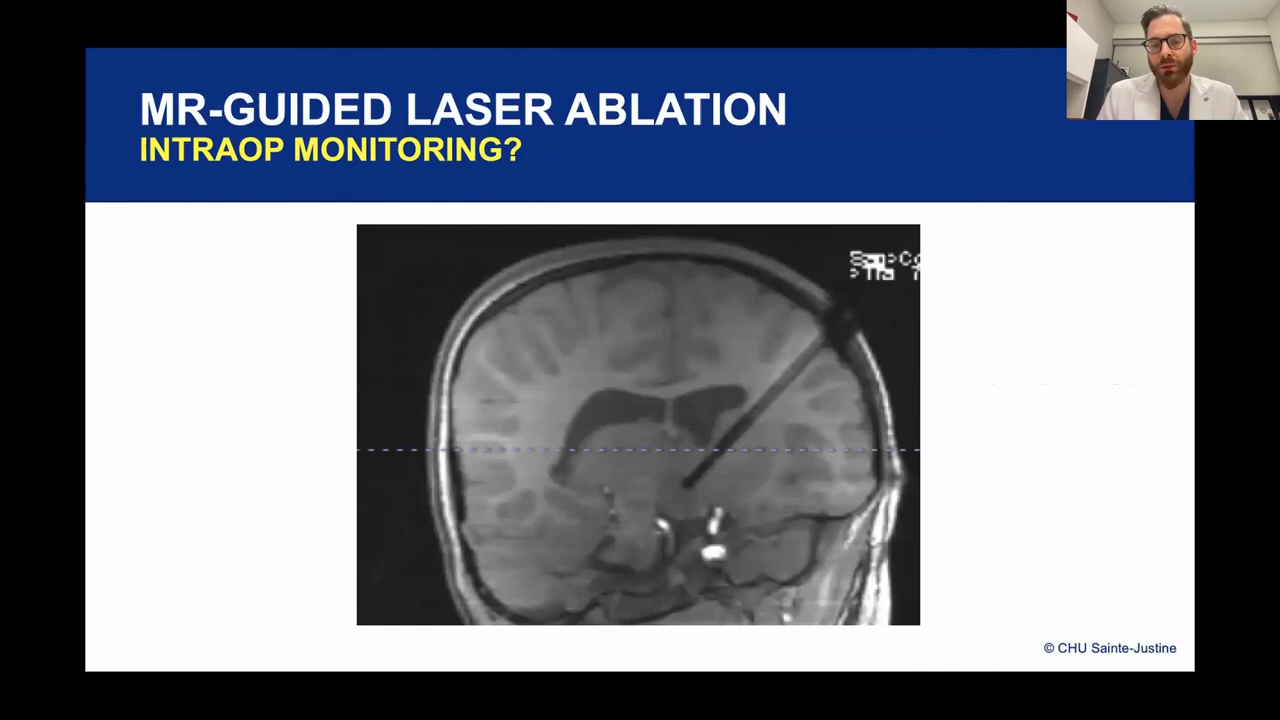 MR-GUIDED LASER ABLATION
INTRAOP MONITORING?
© CHU Sainte-Justine